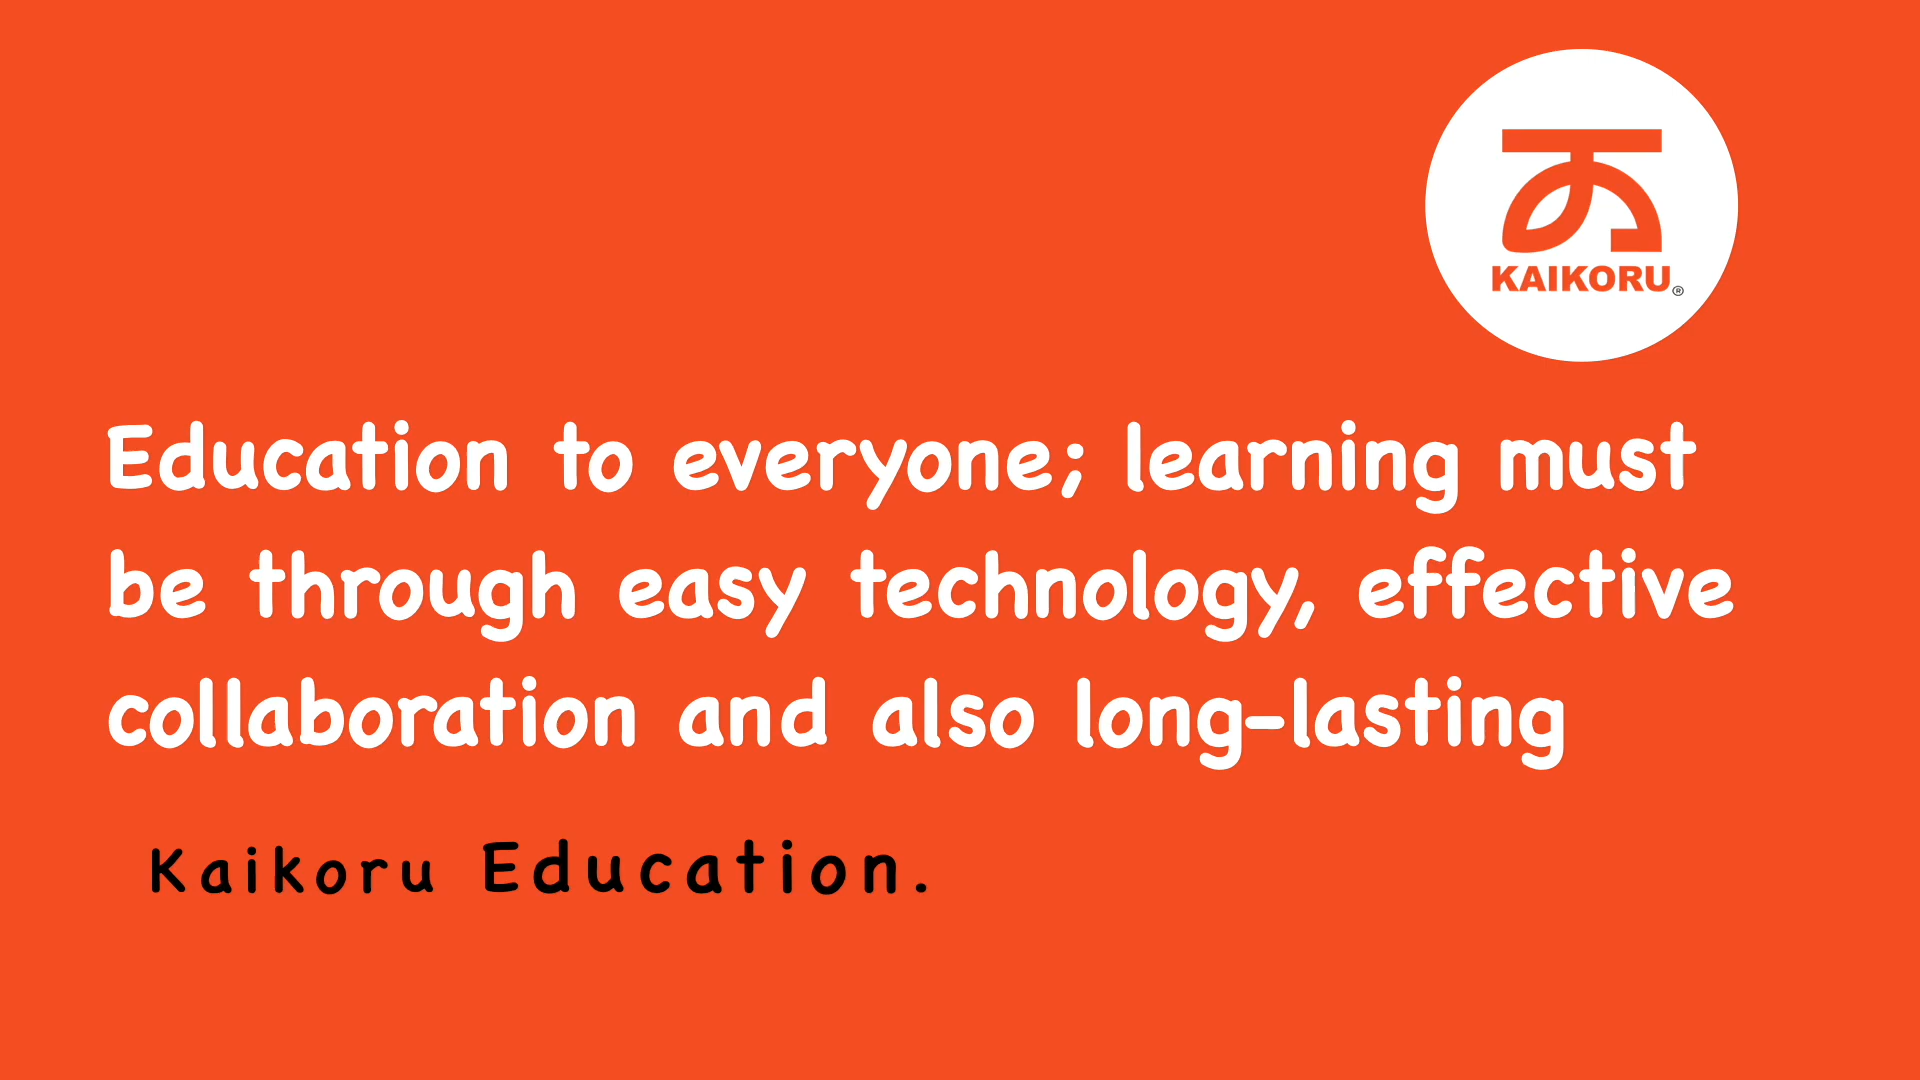 KAIKORU®
Education to everyone; learning must
be through easy technology, effective
collaboration and also long-lasting
Kaikoru Education.